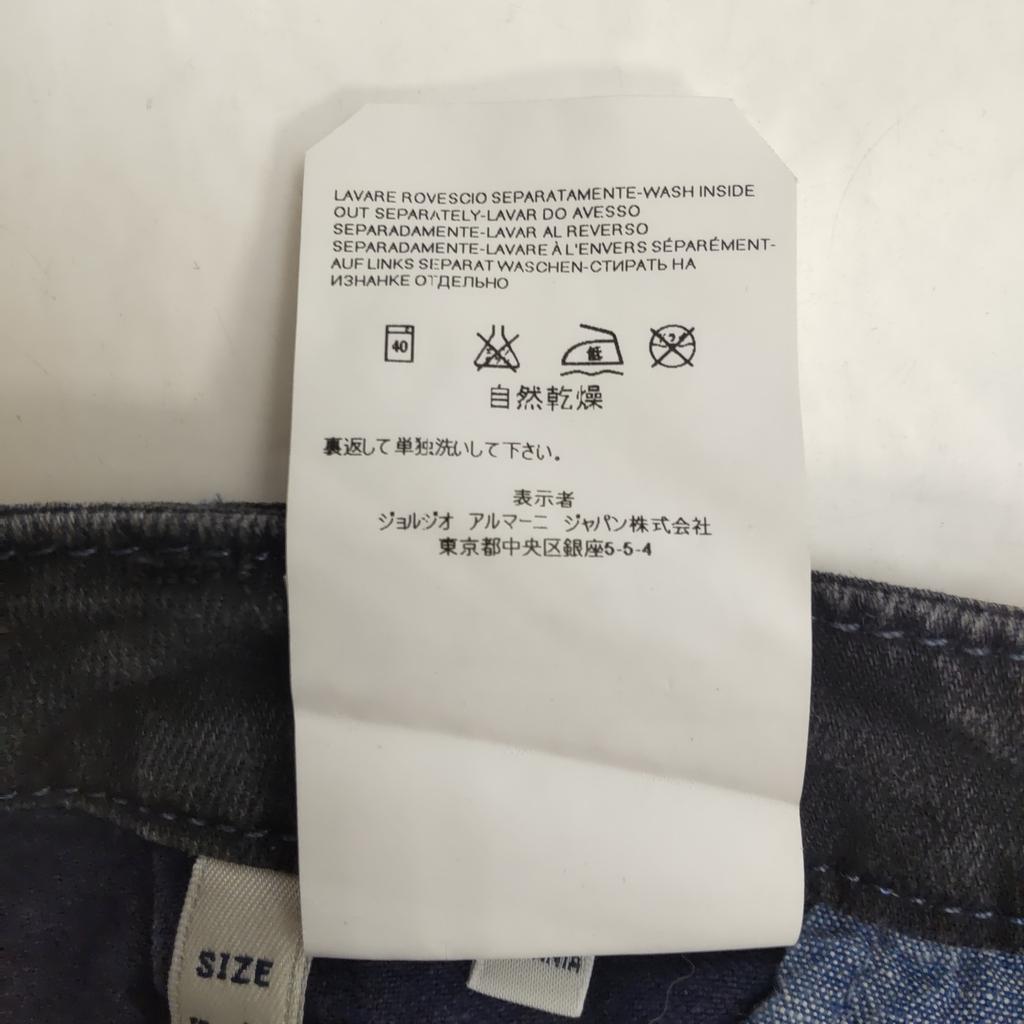 LAVARE ROVESCIO SEPARATAMENTE-WASH INSIDE
OUT SEPARATELY-LAVAR DO AVESSO
SEPARADAMENTE-LAVAR AL REVERSO
SEPARADAMENTE-LAVARE À L'ENVERS SÉPARÉMENT-
AUF LINKS SEPARAT WASCHEN-СТИРАТЬ НА
ИЗНАНКЕ ОТДЕЛЬНО
40 低
自然乾燥
裏返して単独洗いして下さい。
表示者
ジョルジオ アルマーニ ジャパン株式会社
東京都中央区銀座5-5-4
SIZE